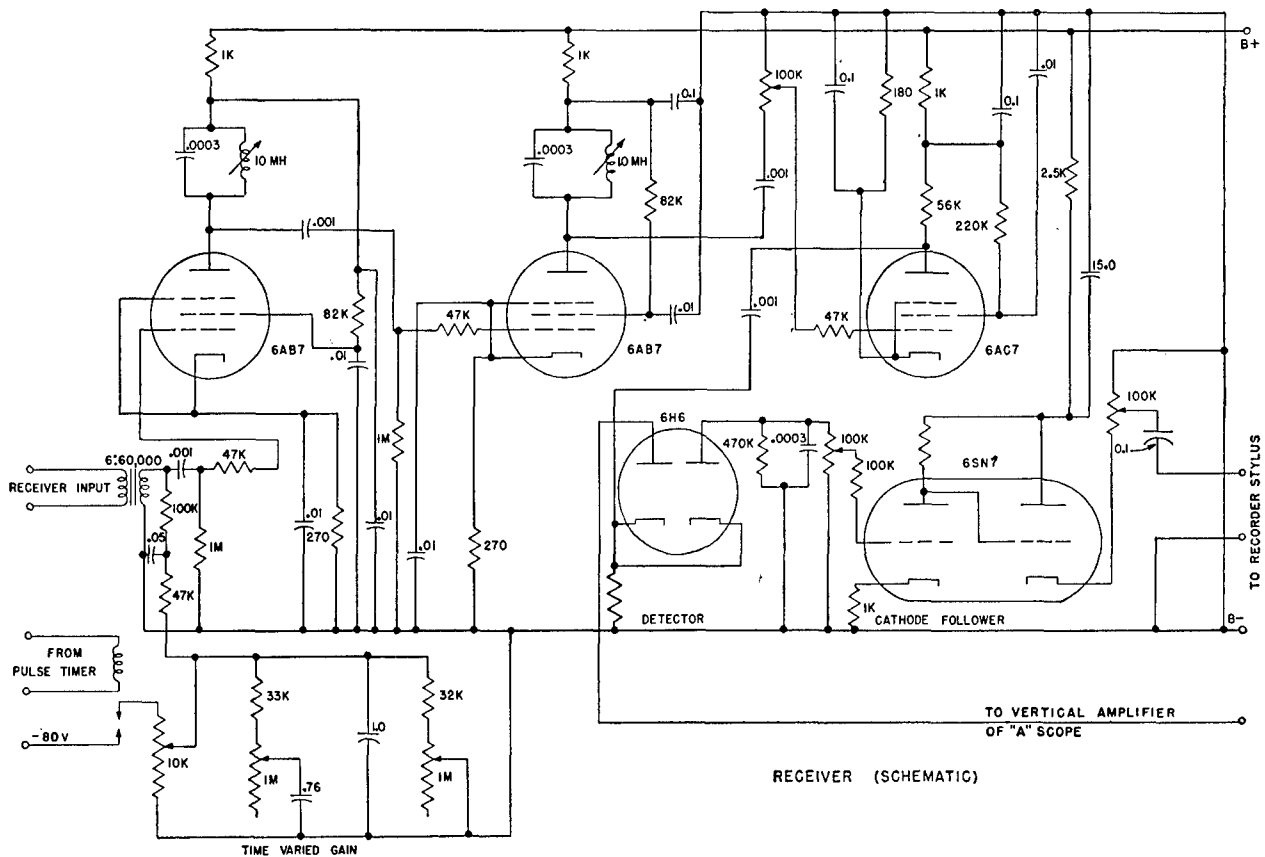 B+
1K
1K
100K
0.1
180
1K
0.1
.01
0.1
.0003
10 MH
.0003
10 MH
82K
.001
2.5K
56K
220K
.001
15.0
82K
.01
.01
.001
47K
47K
6AB7
6AB7
6AC7
1M
100K
0.1
6H6
470K
.0003
100K
100K
6SN7
6:60,000
.001
47K
RECEIVER INPUT
100K
.05
1M
47K
.01
270
.01
.01
270
1K
DETECTOR
CATHODE FOLLOWER
B-
TO RECORDER STYLUS
FROM
PULSE TIMER
-80V
10K
33K
1M
.76
1.0
32K
1M
TIME VARIED GAIN
TO VERTICAL AMPLIFIER
OF "A" SCOPE
RECEIVER (SCHEMATIC)